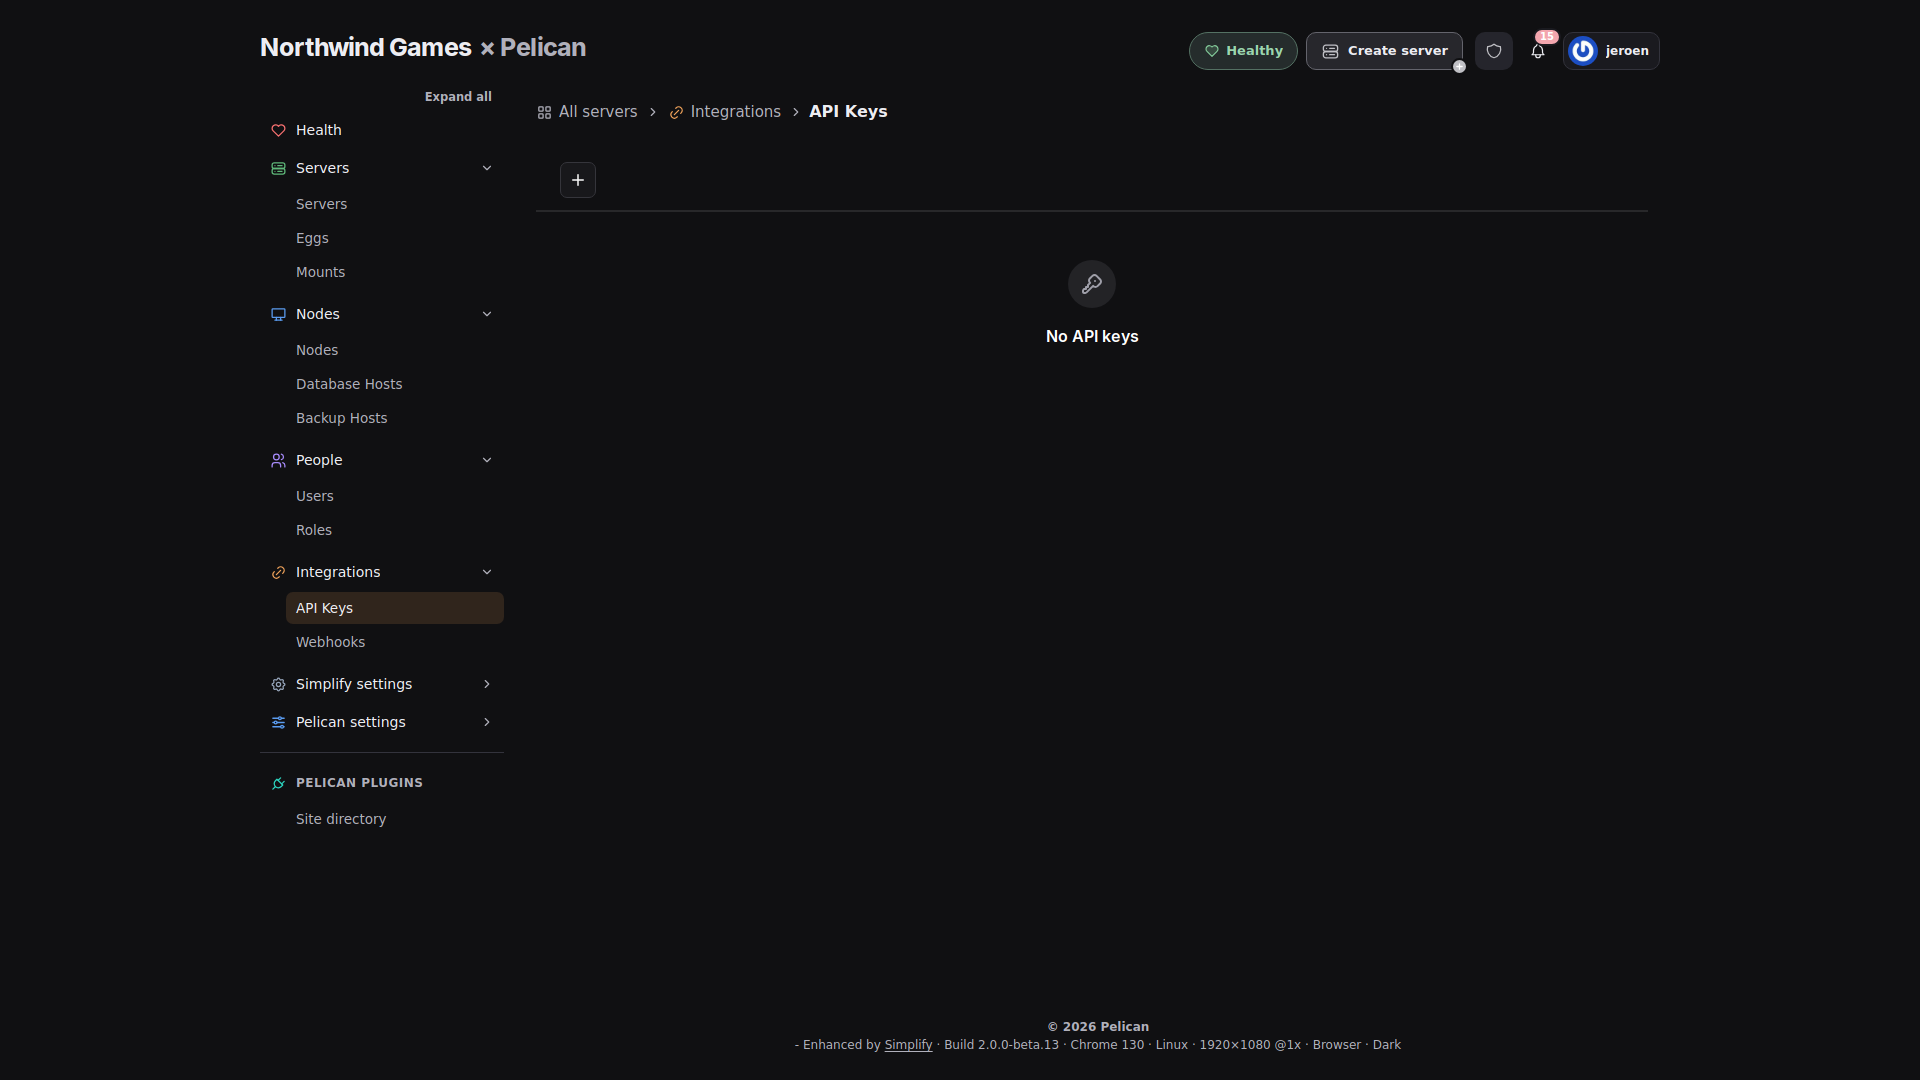 Northwind Games × Pelican
Healthy
Create server
15
jeroen
Expand all
Health
Servers
Servers
Eggs
Mounts
Nodes
Nodes
Database Hosts
Backup Hosts
People
Users
Roles
Integrations
API Keys
Webhooks
Simplify settings
Pelican settings
PELICAN PLUGINS
Site directory
All servers > Integrations > API Keys
No API keys
© 2026 Pelican
- Enhanced by Simplify · Build 2.0.0-beta.13 · Chrome 130 · Linux · 1920×1080 @1x · Browser · Dark